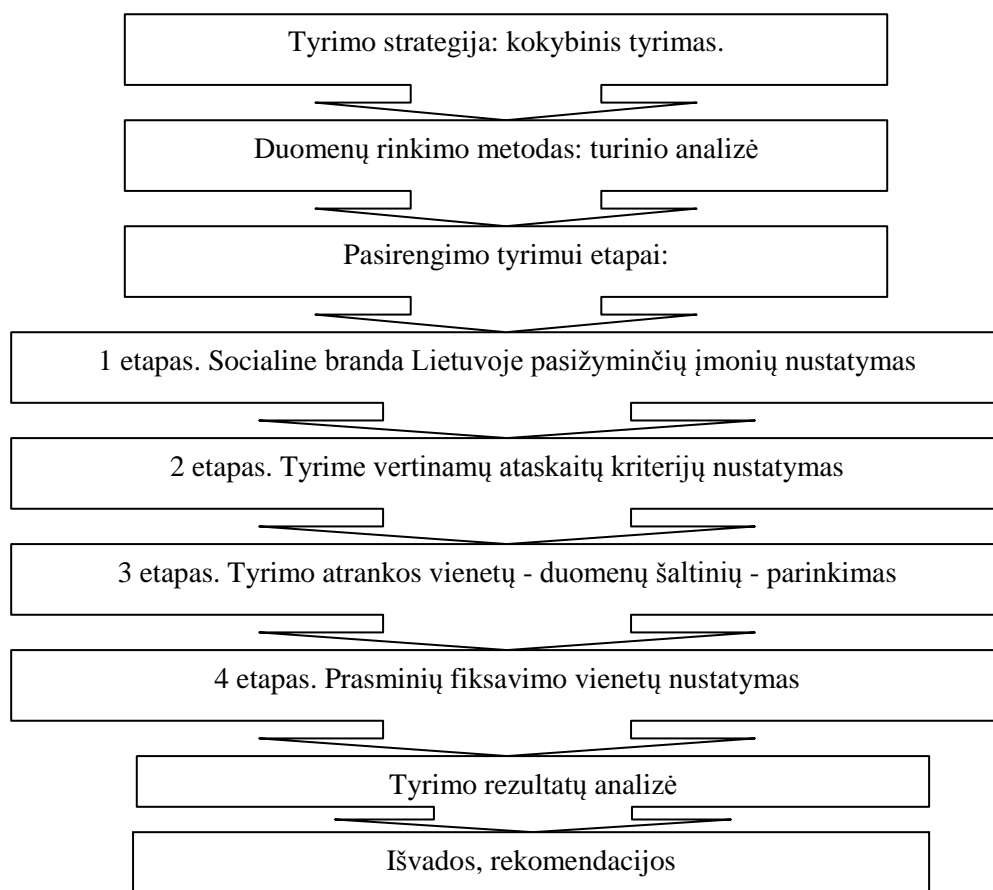 Tyrimo strategija: kokybinis tyrimas.
Duomenų rinkimo metodas: turinio analizė
Pasirengimo tyrimui etapai:
1 etapas. Socialine branda Lietuvoje pasižyminčių įmonių nustatymas
2 etapas. Tyrime vertinamų ataskaitų kriterijų nustatymas
3 etapas. Tyrimo atrankos vienetų - duomenų šaltinių - parinkimas
4 etapas. Prasminių fiksavimo vienetų nustatymas
Tyrimo rezultatų analizė
Išvados, rekomendacijos